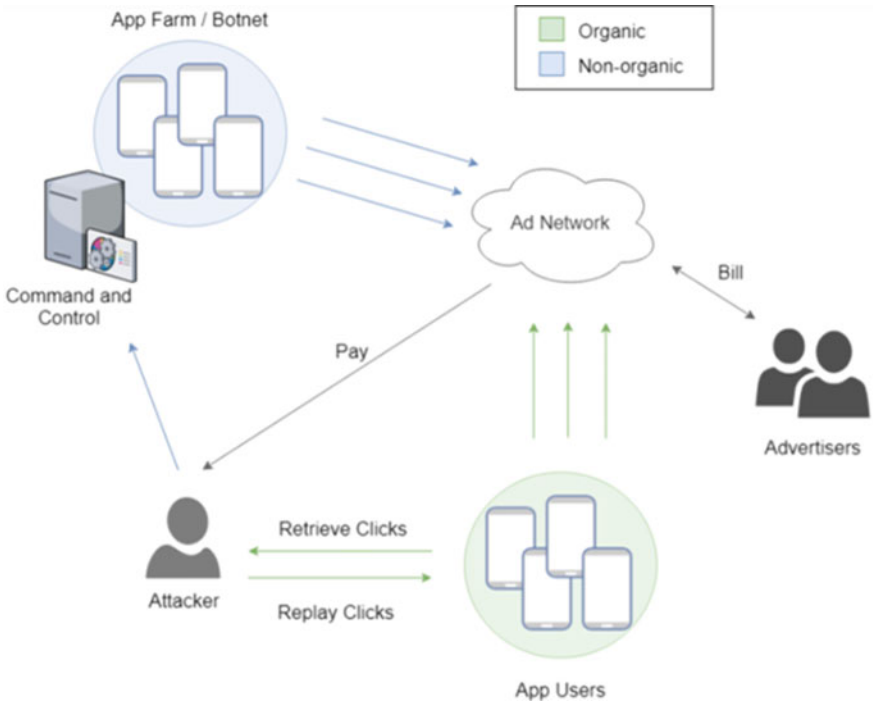 App Farm / Botnet
Organic
Non-organic
Ad Network
Command and
Control
Bill
Pay
Advertisers
Retrieve Clicks
Attacker
Replay Clicks
App Users